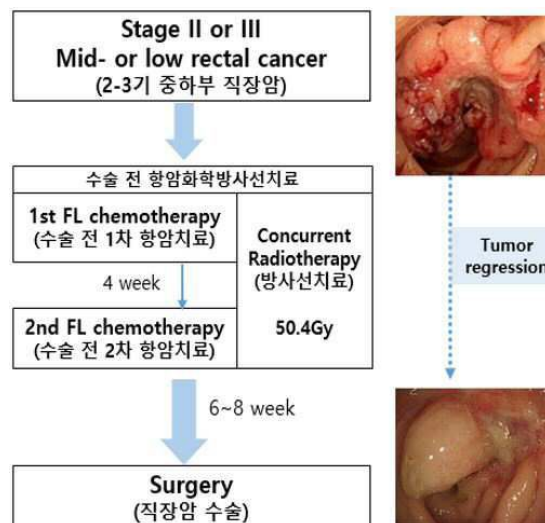 Stage II or III
Mid- or low rectal cancer
(2-3기 중하부 직장암)
수술 전 항암화학방사선치료
1st FL chemotherapy
(수술 전 1차 항암치료)
4 week
2nd FL chemotherapy
(수술 전 2차 항암치료)
Concurrent
Radiotherapy
(방사선치료)
50.4Gy
6~8 week
Surgery
(직장암 수술)
Tumor
regression